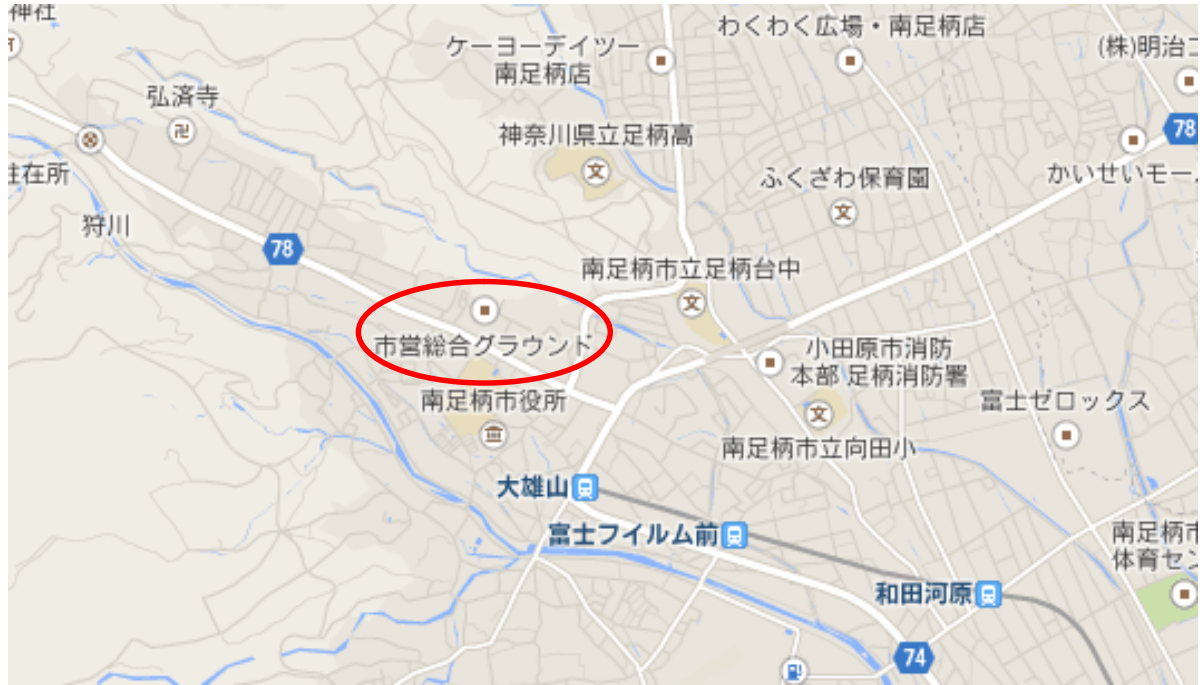 神社
わくわく広場・南足柄店
ケーヨーデイツー
南足柄店
(株)明治コ
弘済寺
神奈川県立足柄高
78
駐在所
ふくざわ保育園
かいせいモー
狩川
78
南足柄市立足柄台中
市営総合グラウンド
小田原市消防
本部 足柄消防署
南足柄市役所
富士ゼロックス
南足柄市立向田小
大雄山
富士フイルム前
南足柄市
体育セン
和田河原
74